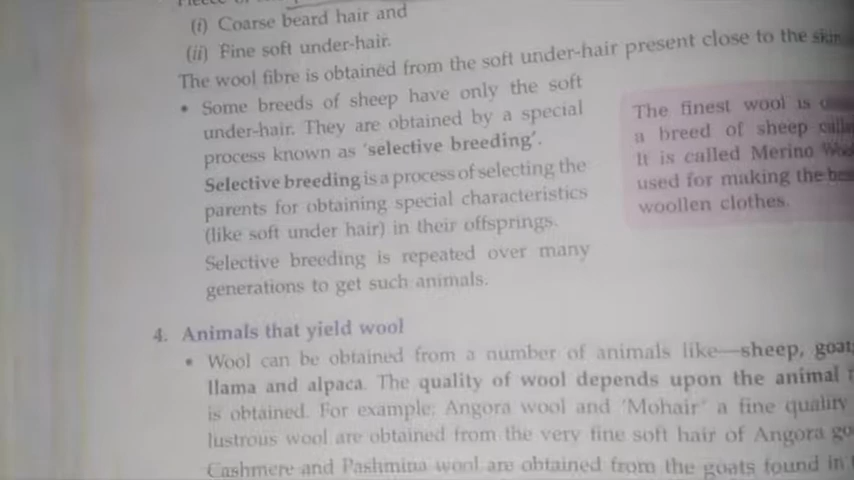 (i) Coarse beard hair and
(ii) Fine soft under-hair.
The wool fibre is obtained from the soft under-hair present close to the skin
• Some breeds of sheep have only the soft
under-hair. They are obtained by a special
process known as 'selective breeding'.
Selective breeding is a process of selecting the
parents for obtaining special characteristics
(like soft under hair) in their offsprings.
Selective breeding is repeated over many
generations to get such animals.
The finest wool is
a breed of sheep
It is called Merino
used for making the
woollen clothes.
4. Animals that yield wool
• Wool can be obtained from a number of animals like—sheep, goat,
llama and alpaca. The quality of wool depends upon the animal
is obtained. For example: Angora wool and 'Mohair' a fine quality
lustrous wool are obtained from the very fine soft hair of Angora
Cashmere and Pashmina wool are obtained from the goats found in